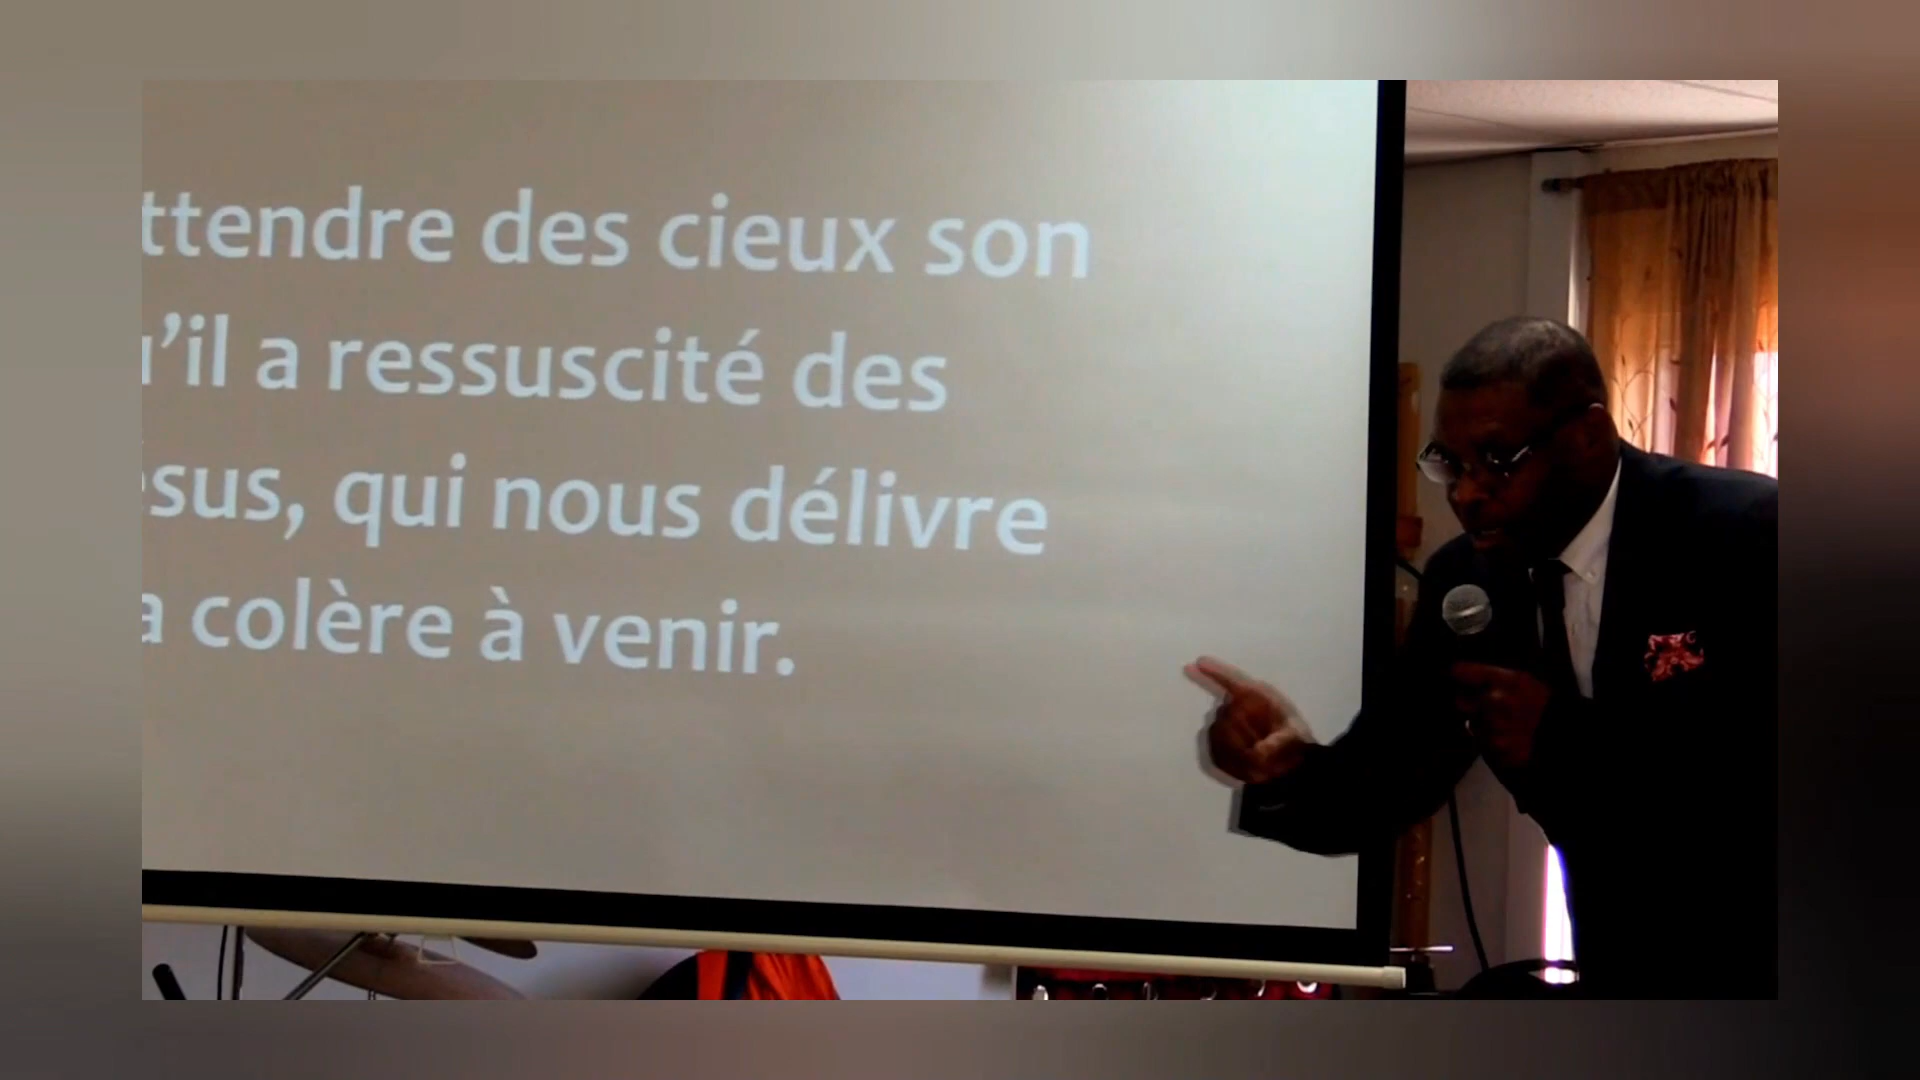 ttendre des cieux son
'il a ressuscité des
sus, qui nous délivre
a colère à venir.